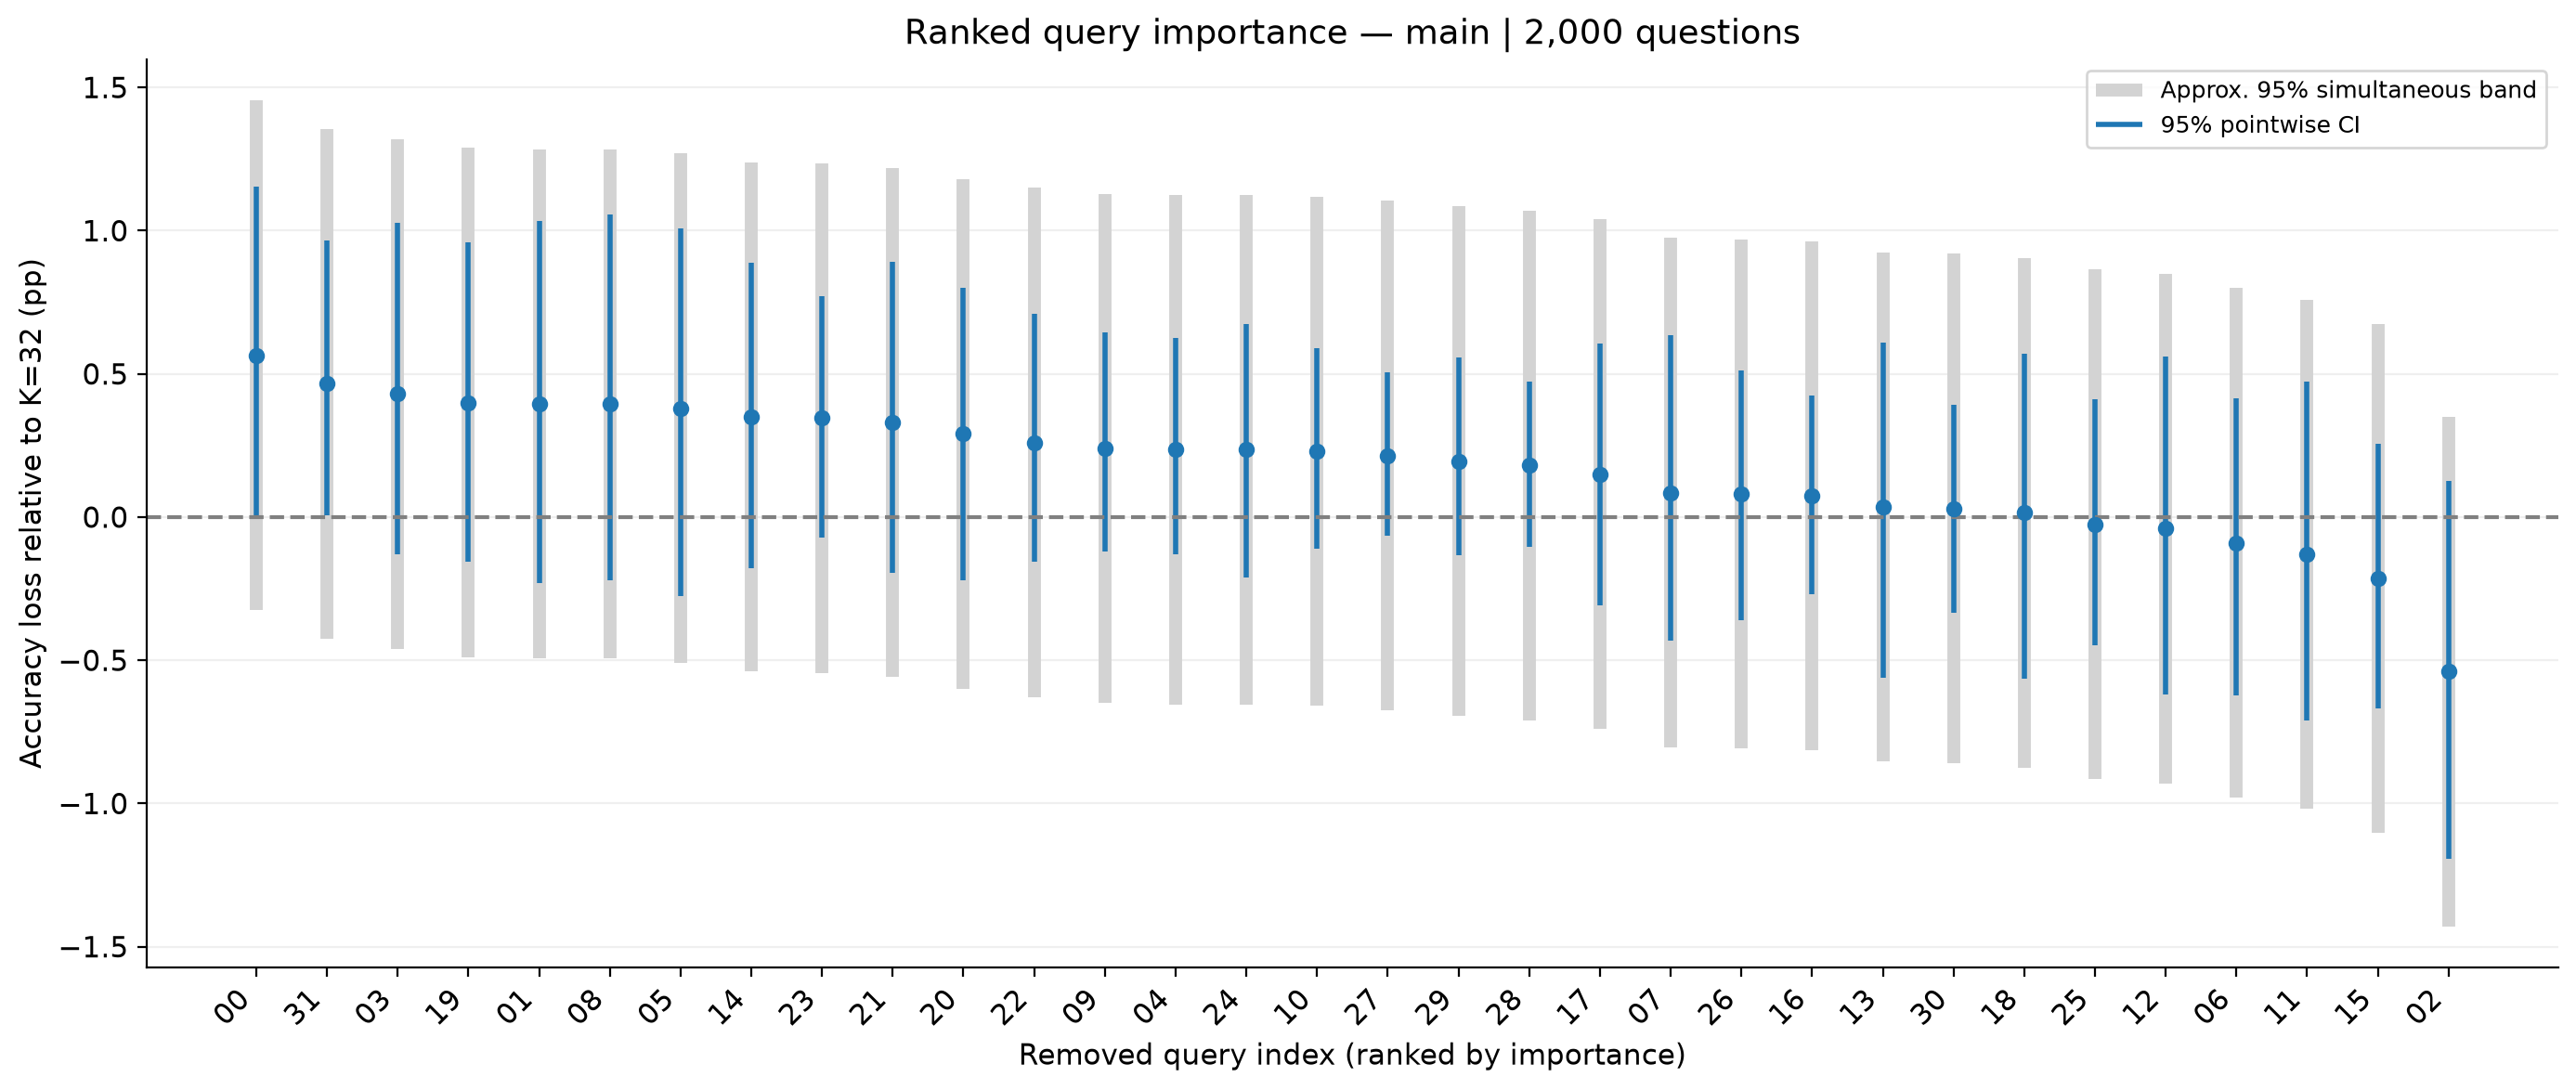 Ranked query importance — main | 2,000 questions
Approx. 95% simultaneous band
95% pointwise CI
Accuracy loss relative to K=32 (pp)
1.5
1.0
0.5
0.0
−0.5
−1.0
−1.5
00 31 03 19 01 08 05 14 23 21 20 22 09 04 24 10 27 29 28 17 07 26 16 13 30 18 25 12 06 11 15 02
Removed query index (ranked by importance)